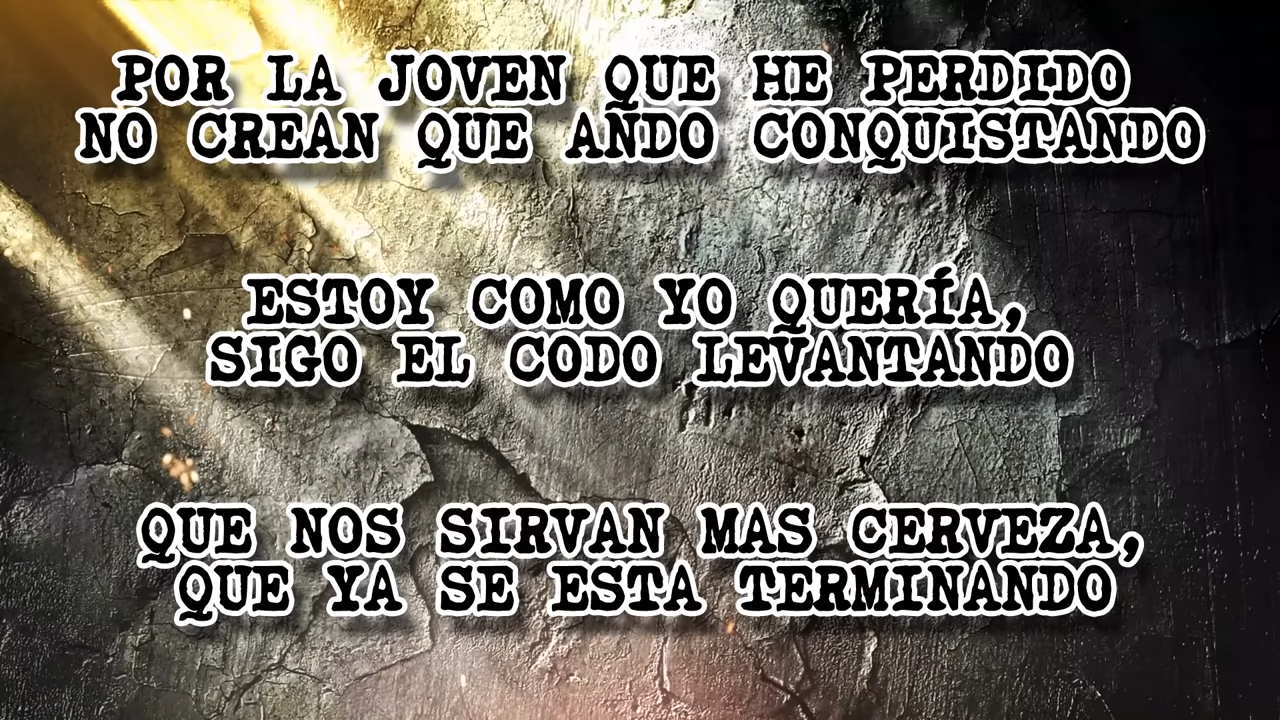 POR LA JOVEN QUE HE PERDIDO
NO CREAN QUE ANDO CONQUISTANDO
ESTOY COMO YO QUERÍA,
SIGO EL CODO LEVANTANDO
QUE NOS SIRVAN MAS CERVEZA,
QUE YA SE ESTA TERMINANDO